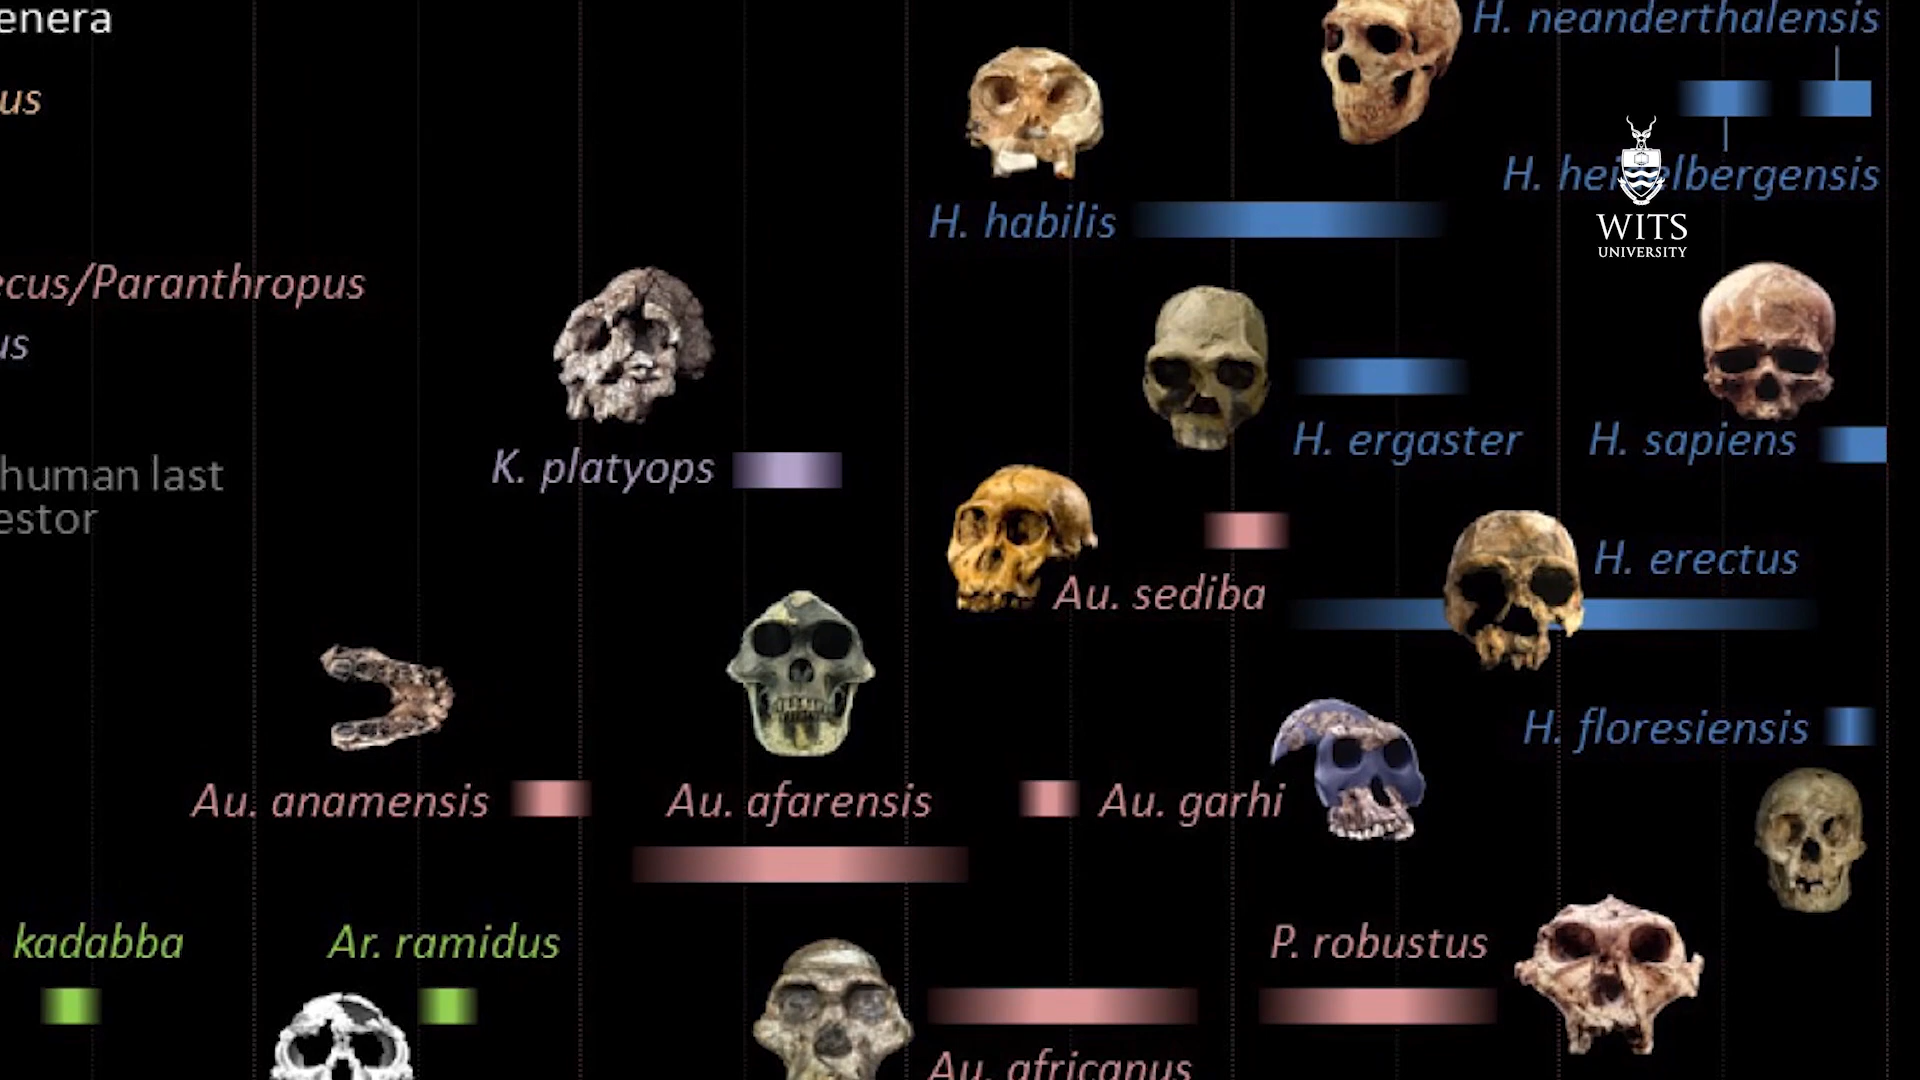 enera
H. neanderthalensis
us
H. heidelbergensis
H. habilis
WITS
UNIVERSITY
ecus/Paranthropus
us
H. ergaster
H. sapiens
K. platyops
human last
estor
H. erectus
Au. sediba
H. floresiensis
Au. anamensis
Au. afarensis
Au. garhi
kadabba
Ar. ramidus
P. robustus
Au. africanus